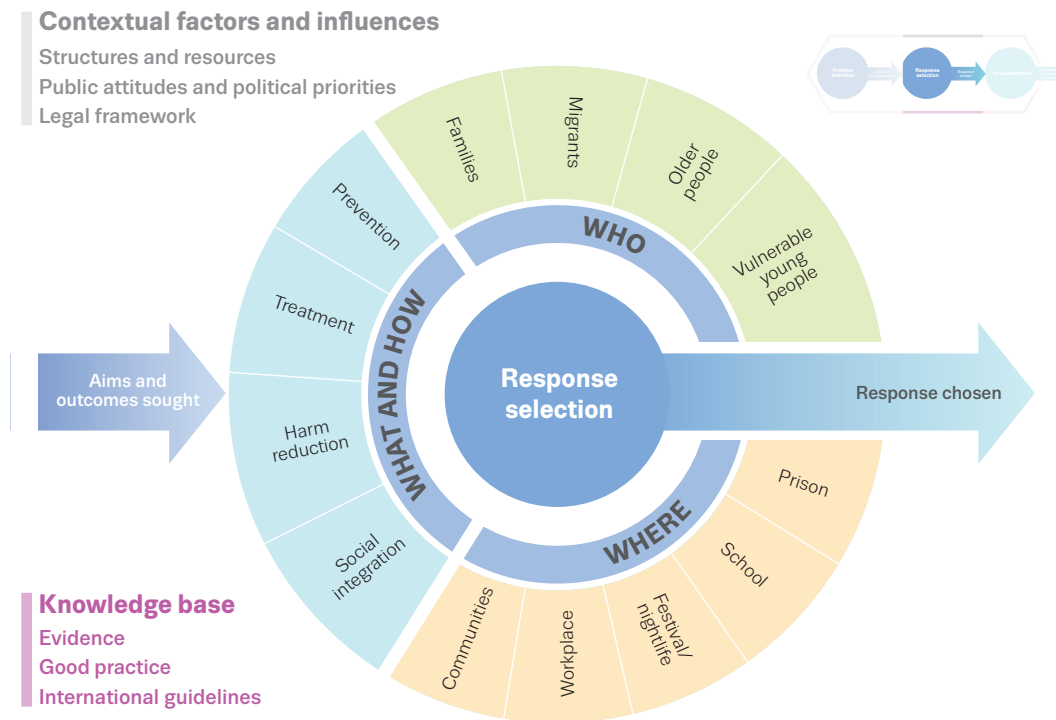 Contextual factors and influences
Structures and resources
Public attitudes and political priorities
Legal framework
Response
selection
Families
Migrants
Older
people
Vulnerable
young
people
WHO
Prevention
Treatment
Harm
reduction
Social
integration
WHAT AND HOW
Aims and
outcomes sought
Response
selection
Response chosen
WHERE
Prison
School
Festival/
nightlife
Workplace
Communities
Knowledge base
Evidence
Good practice
International guidelines